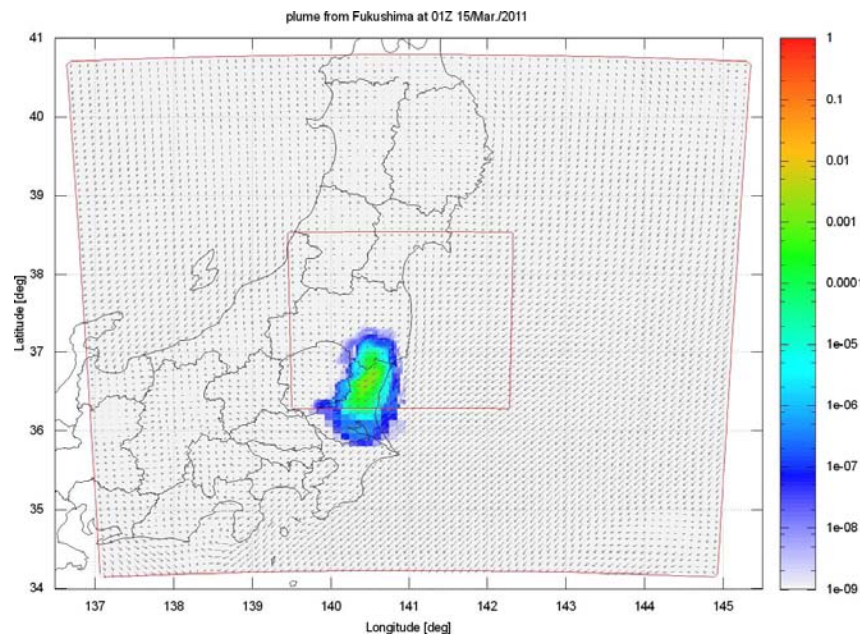 plume from Fukushima at 01Z 15/Mar./2011
41
40
39
38
37
36
35
34
Latitude [deg]
137
138
139
140
141
142
143
144
145
Longitude [deg]
1
0.1
0.01
0.001
0.0001
1e-05
1e-06
1e-07
1e-08
1e-09